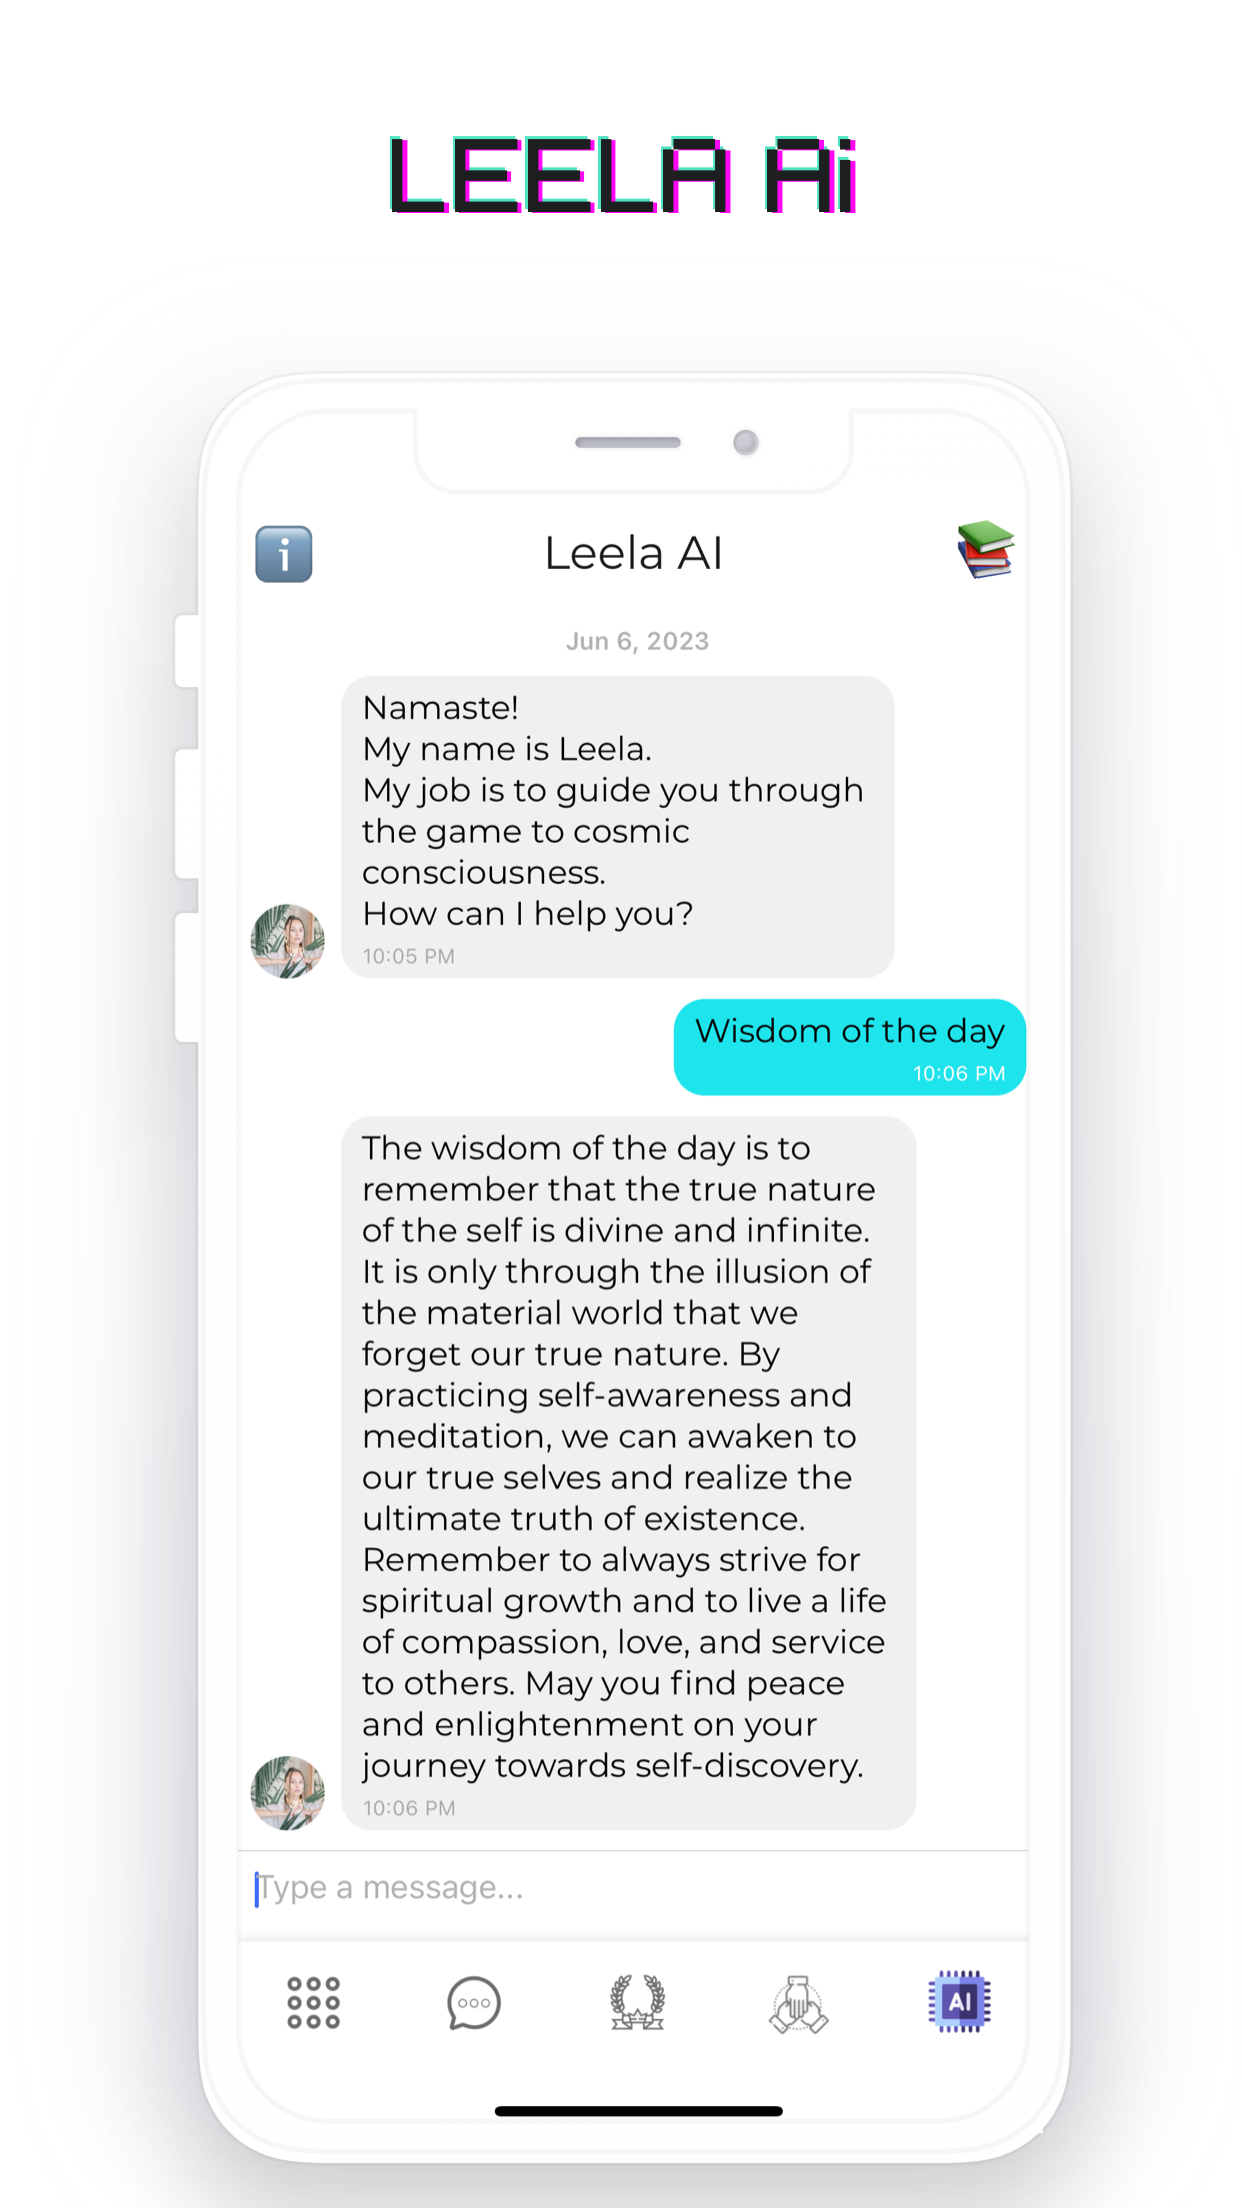 LEELA Ai
i
Leela AI
Jun 6, 2023
Namaste!
My name is Leela.
My job is to guide you through
the game to cosmic
consciousness.
How can I help you?
10:05 PM
Wisdom of the day
10:06 PM
The wisdom of the day is to
remember that the true nature
of the self is divine and infinite.
It is only through the illusion of
the material world that we
forget our true nature. By
practicing self-awareness and
meditation, we can awaken to
our true selves and realize the
ultimate truth of existence.
Remember to always strive for
spiritual growth and to live a life
of compassion, love, and service
to others. May you find peace
and enlightenment on your
journey towards self-discovery.
10:06 PM
Type a message...
AI